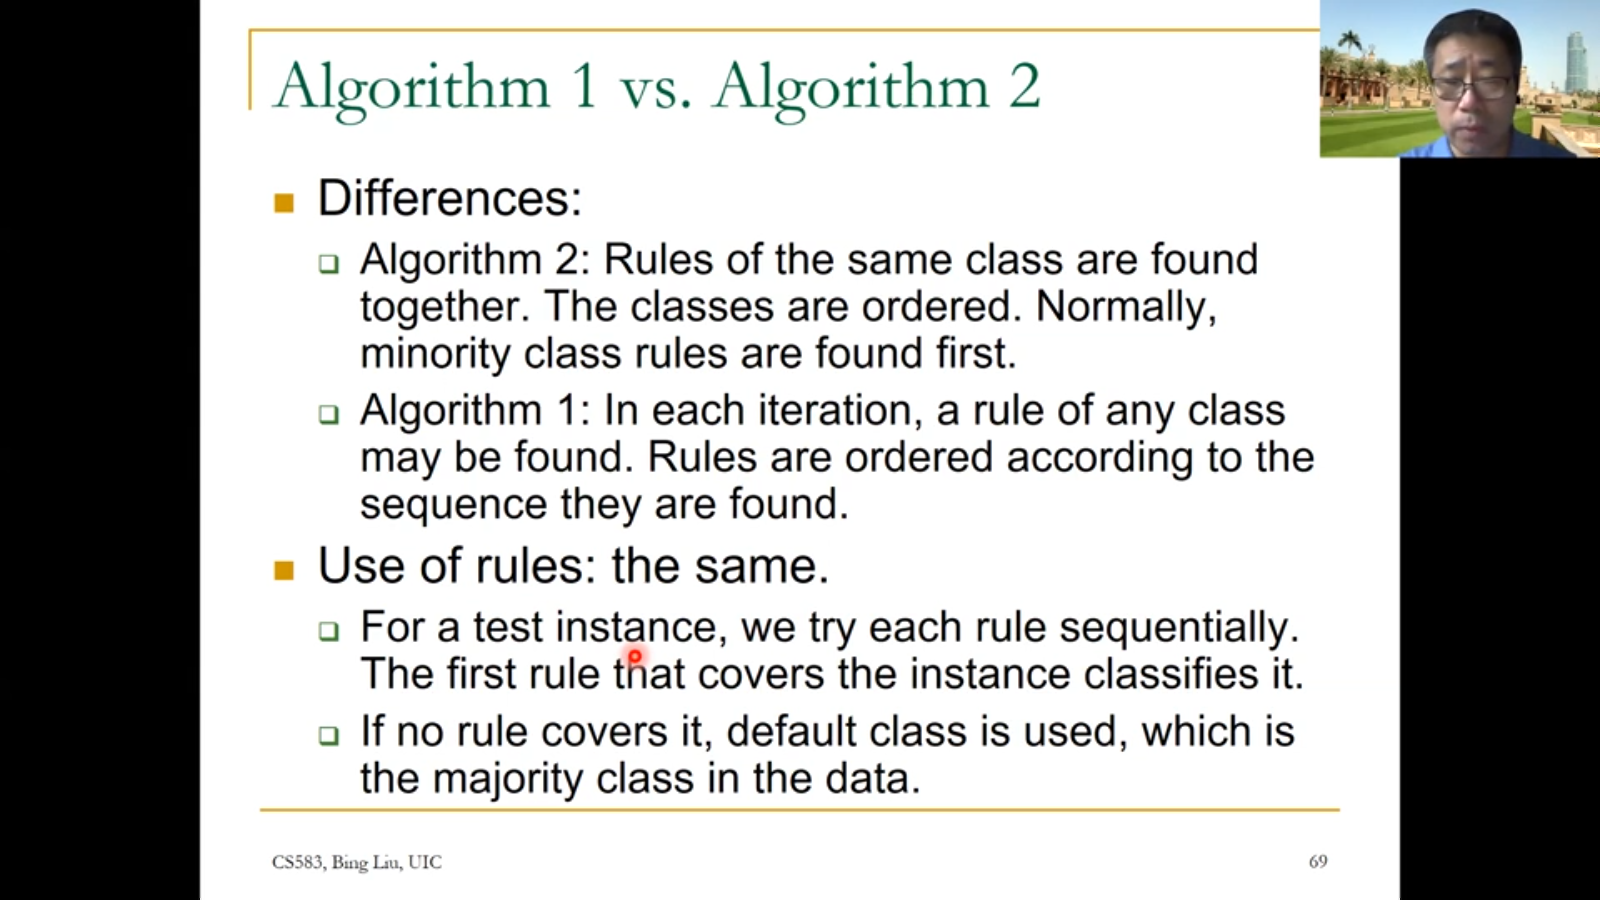 Algorithm 1 vs. Algorithm 2
Differences:
Algorithm 2: Rules of the same class are found
together. The classes are ordered. Normally,
minority class rules are found first.
Algorithm 1: In each iteration, a rule of any class
may be found. Rules are ordered according to the
sequence they are found.
Use of rules: the same.
For a test instance, we try each rule sequentially.
The first rule that covers the instance classifies it.
If no rule covers it, default class is used, which is
the majority class in the data.
CS583, Bing Liu, UIC
69